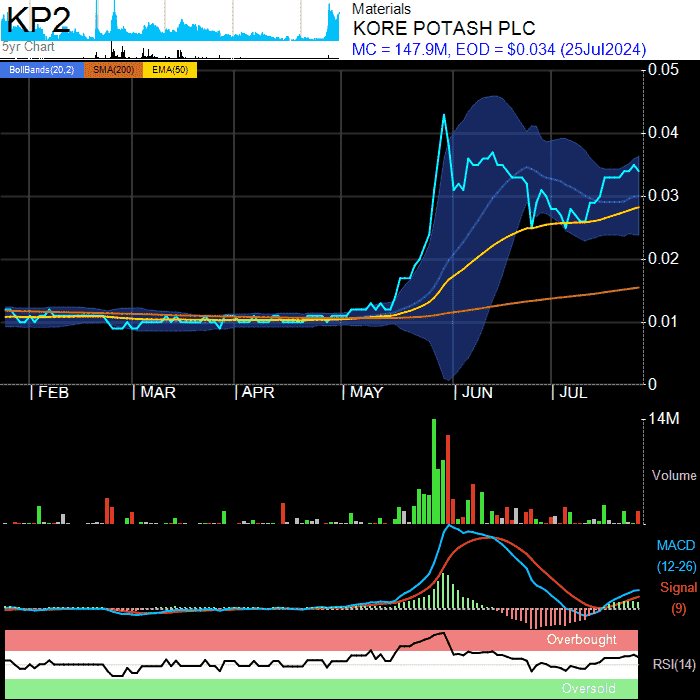 KP2
5yr Chart
Materials
KORE POTASH PLC
MC = 147.9M, EOD = $0.034 (25Jul2024)
BollBands(20,2) SMA(200) EMA(50)
0.05
0.04
0.03
0.02
0.01
0
FEB MAR APR MAY JUN JUL
14M
Volume
MACD
(12-26)
Signal
(9)
Overbought
RSI(14)
Oversold